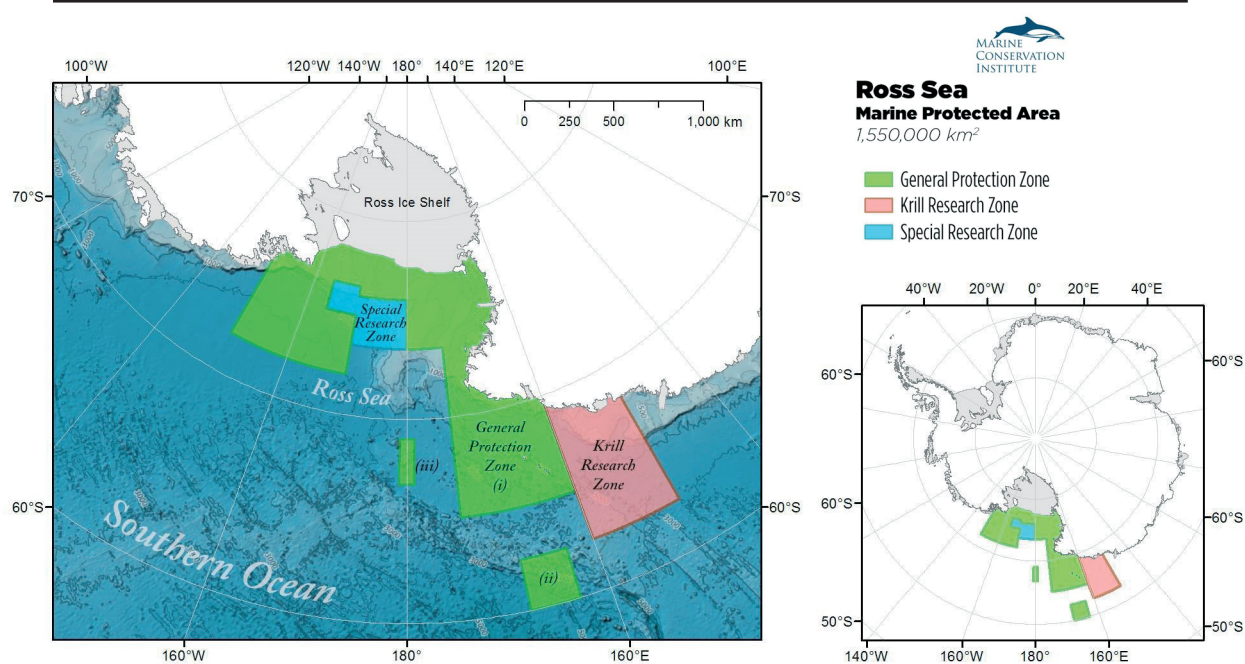 MARINE
CONSERVATION
INSTITUTE
Ross Sea
Marine Protected Area
1,550,000 km²
General Protection Zone
Krill Research Zone
Special Research Zone
100°W 120°W 140°W 180° 140°E 120°E 100°E
0 250 500 1,000 km
70°S 70°S
Ross Ice Shelf
Special
Research
Zone
Ross Sea
General
Protection
Zone
(i)
Krill
Research
Zone
(iii)
60°S 60°S
Southern Ocean
(ii)
160°W 180° 160°E
40°W 20°W 0° 20°E 40°E
60°S 60°S
60°S 60°S
50°S 50°S
140°W 160°W 180° 160°E